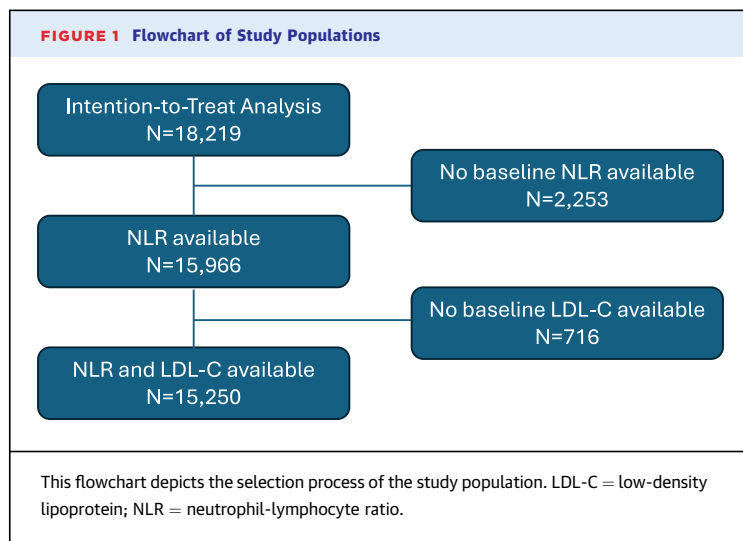 FIGURE 1 Flowchart of Study Populations
Intention-to-Treat Analysis
N=18,219
No baseline NLR available
N=2,253
NLR available
N=15,966
No baseline LDL-C available
N=716
NLR and LDL-C available
N=15,250
This flowchart depicts the selection process of the study population. LDL-C = low-density
lipoprotein; NLR = neutrophil-lymphocyte ratio.